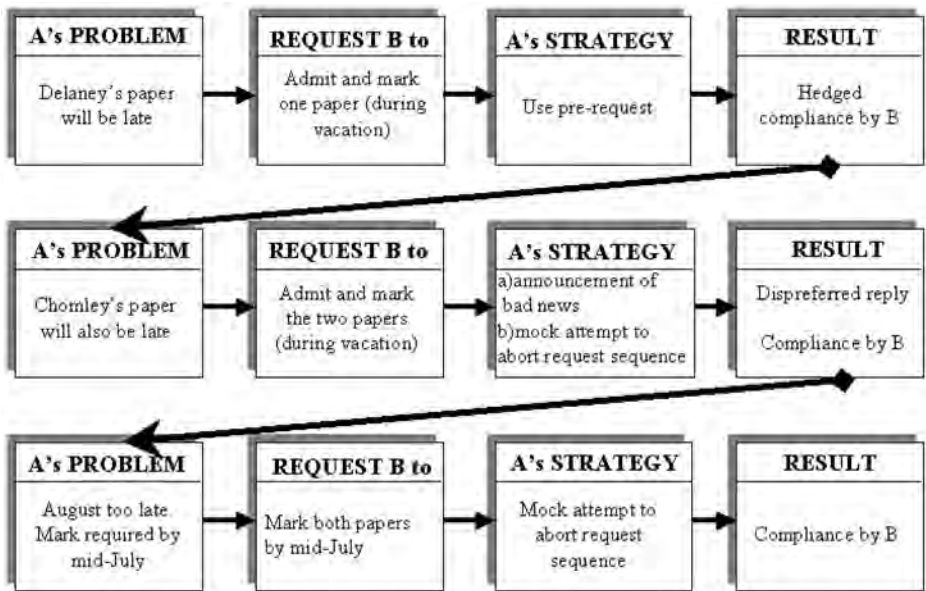 A's PROBLEM
Delaney´s paper
will be late
REQUEST B to
Admit and mark
one paper (during
vacation)
A's STRATEGY
Use pre-request
RESULT
Hedged
compliance by B
A's PROBLEM
Chomley's paper
will also be late
REQUEST B to
Admit and mark
the two papers
(during vacation)
A's STRATEGY
a)announcement of
bad news
b)mock attempt to
abort request sequence
RESULT
Dispreferred reply
Compliance by B
A's PROBLEM
August too late.
Mark required by
mid-July
REQUEST B to
Mark both papers
by mid-July
A's STRATEGY
Mock attempt to
abort request
sequence
RESULT
Compliance by B